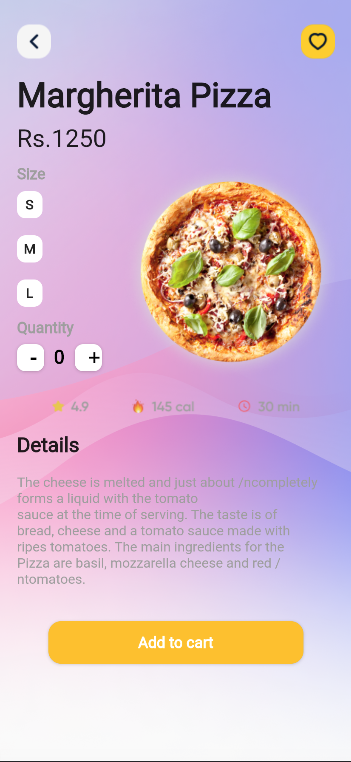 Margherita Pizza
Rs.1250
Size
S
M
L
Quantity
- 0 +
4.9 145 cal 30 min
Details
The cheese is melted and just about /ncompletely
forms a liquid with the tomato
sauce at the time of serving. The taste is of
bread, cheese and a tomato sauce made with
ripes tomatoes. The main ingredients for the
Pizza are basil, mozzarella cheese and red /
ntomatoes.
Add to cart